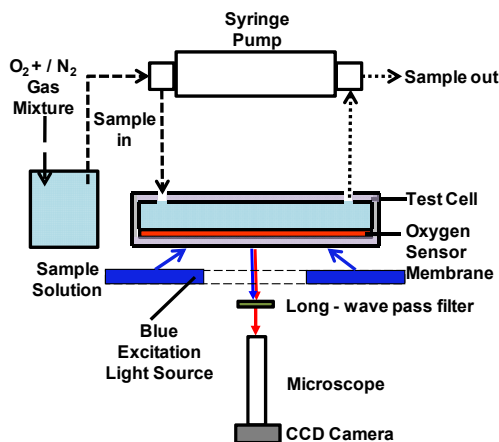 Syringe
Pump
O₂ + / N₂
Gas
Mixture
Sample
in
Sample out
Test Cell
Oxygen
Sensor
Membrane
Sample
Solution
Long - wave pass filter
Blue
Excitation
Light Source
Microscope
CCD Camera